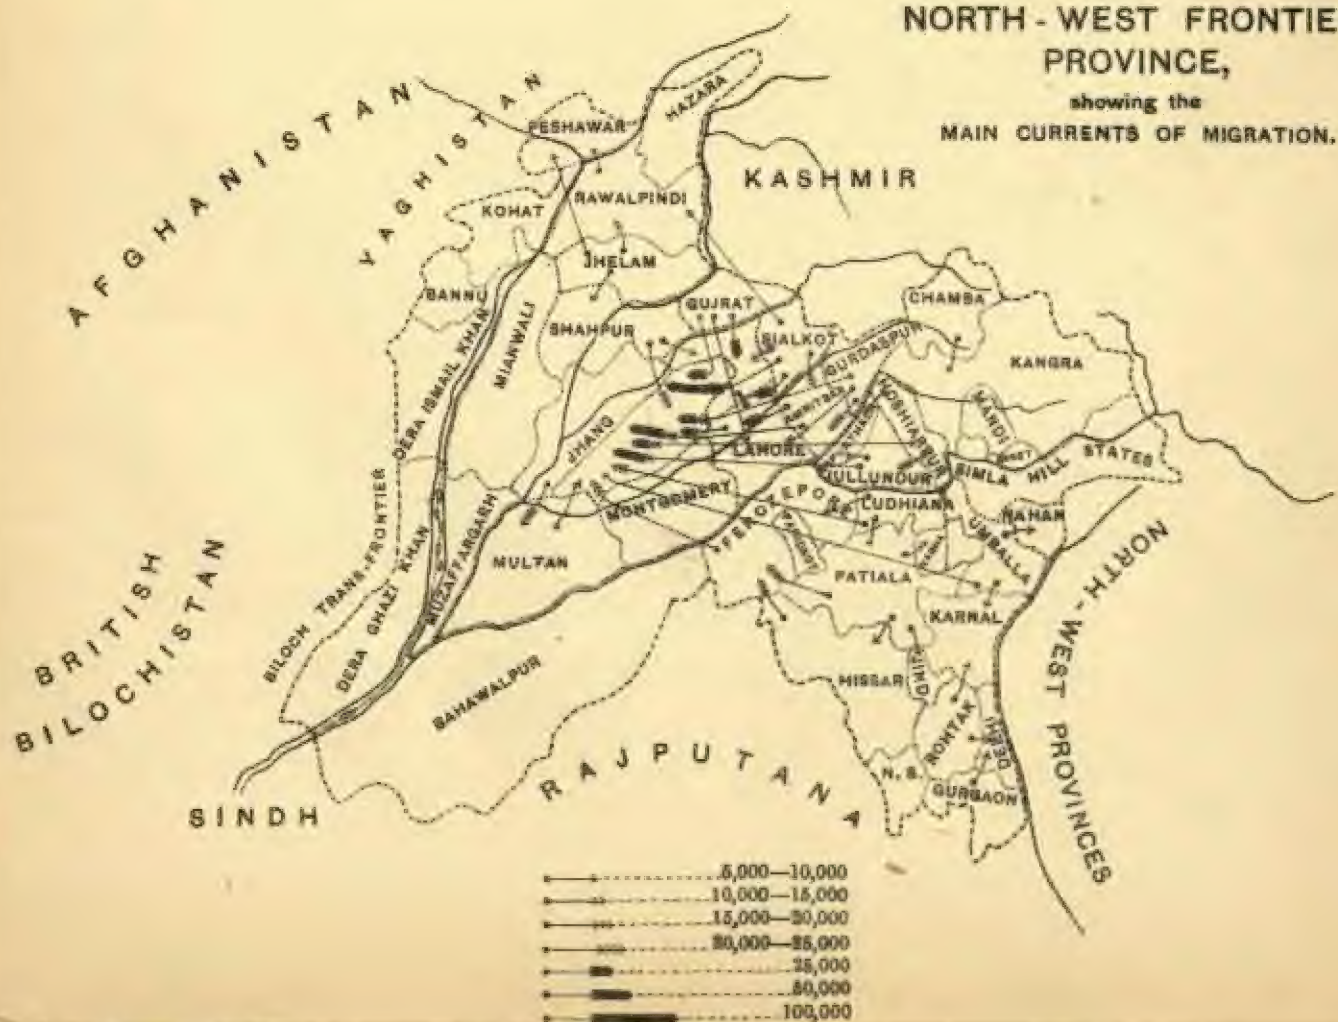 NORTH - WEST FRONTIE
PROVINCE,
showing the
MAIN CURRENTS OF MIGRATION.
AFGHANISTAN
YAGHISTAN
PESHAWAR
HAZARA
KASHMIR
KOHAT
RAWALPINDI
JHELAM
BANNU
GUJRAT
CHAMBA
DERA ISMAIL KHAN
MIANWALI
SHAHPUR
SIALKOT
GURDASPUR
KANGRA
AMRITSAR
HOSHIARPUR
MANDI
JHANG
LAHORE
JULLUNDUR
SIMLA HILL STATES
MONTGOMERY
FEROZEPORE
LUDHIANA
NAHAN
UMBALLA
BILOCH TRANS-FRONTIER
DERA GHAZI KHAN
MUZAFFARGARH
MULTAN
PATIALA
KARNAL
NORTH-WEST PROVINCES
BRITISH
BILOCHISTAN
BAHAWALPUR
HISSAR
JIND
ROHTAK
DEHLI
N. S.
GURGAON
RAJPUTANA
SINDH
5,000—10,000
10,000—15,000
15,000—20,000
20,000—25,000
25,000
50,000
100,000